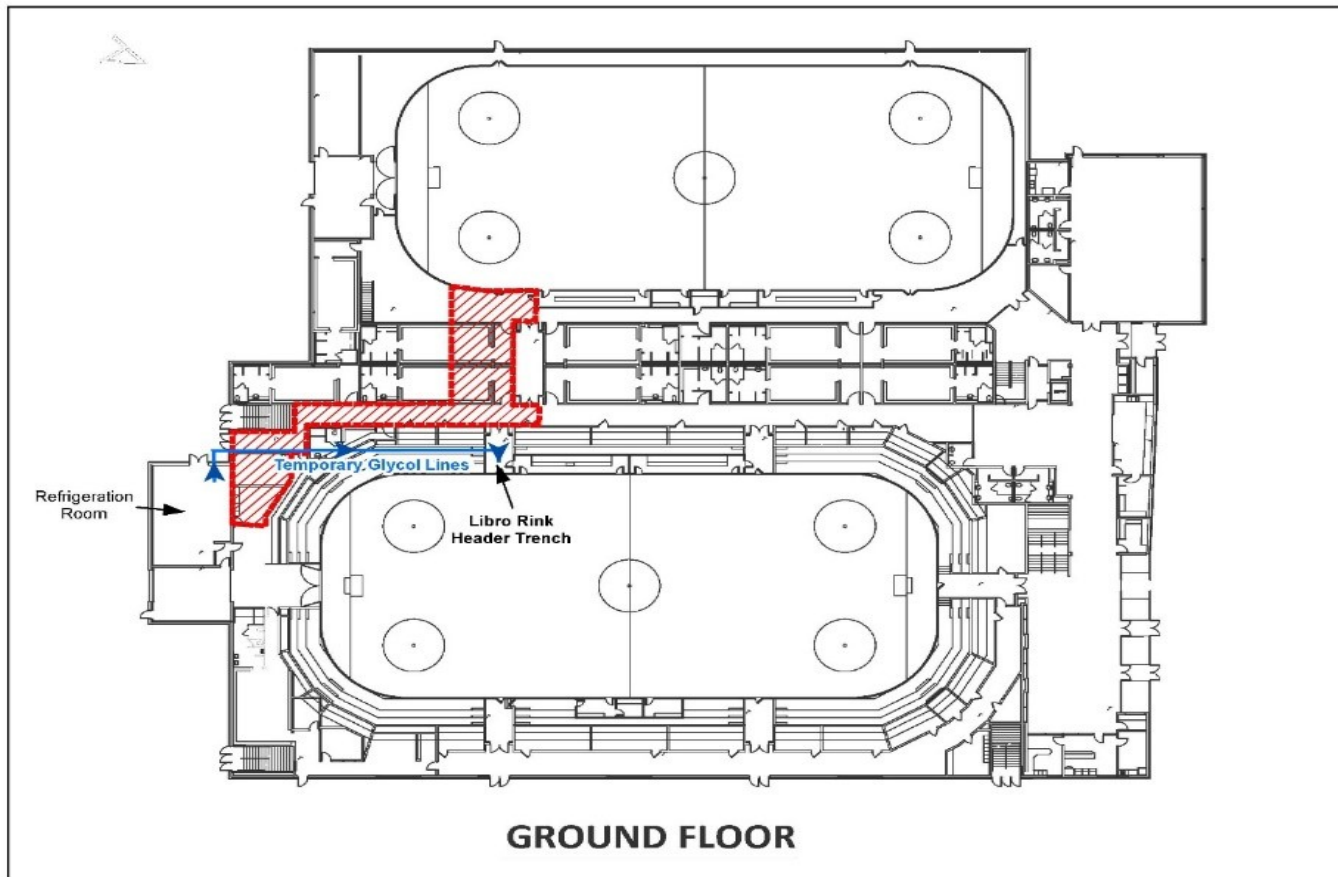 Temporary Glycol Lines
Refrigeration
Room
Libro Rink
Header Trench
GROUND FLOOR